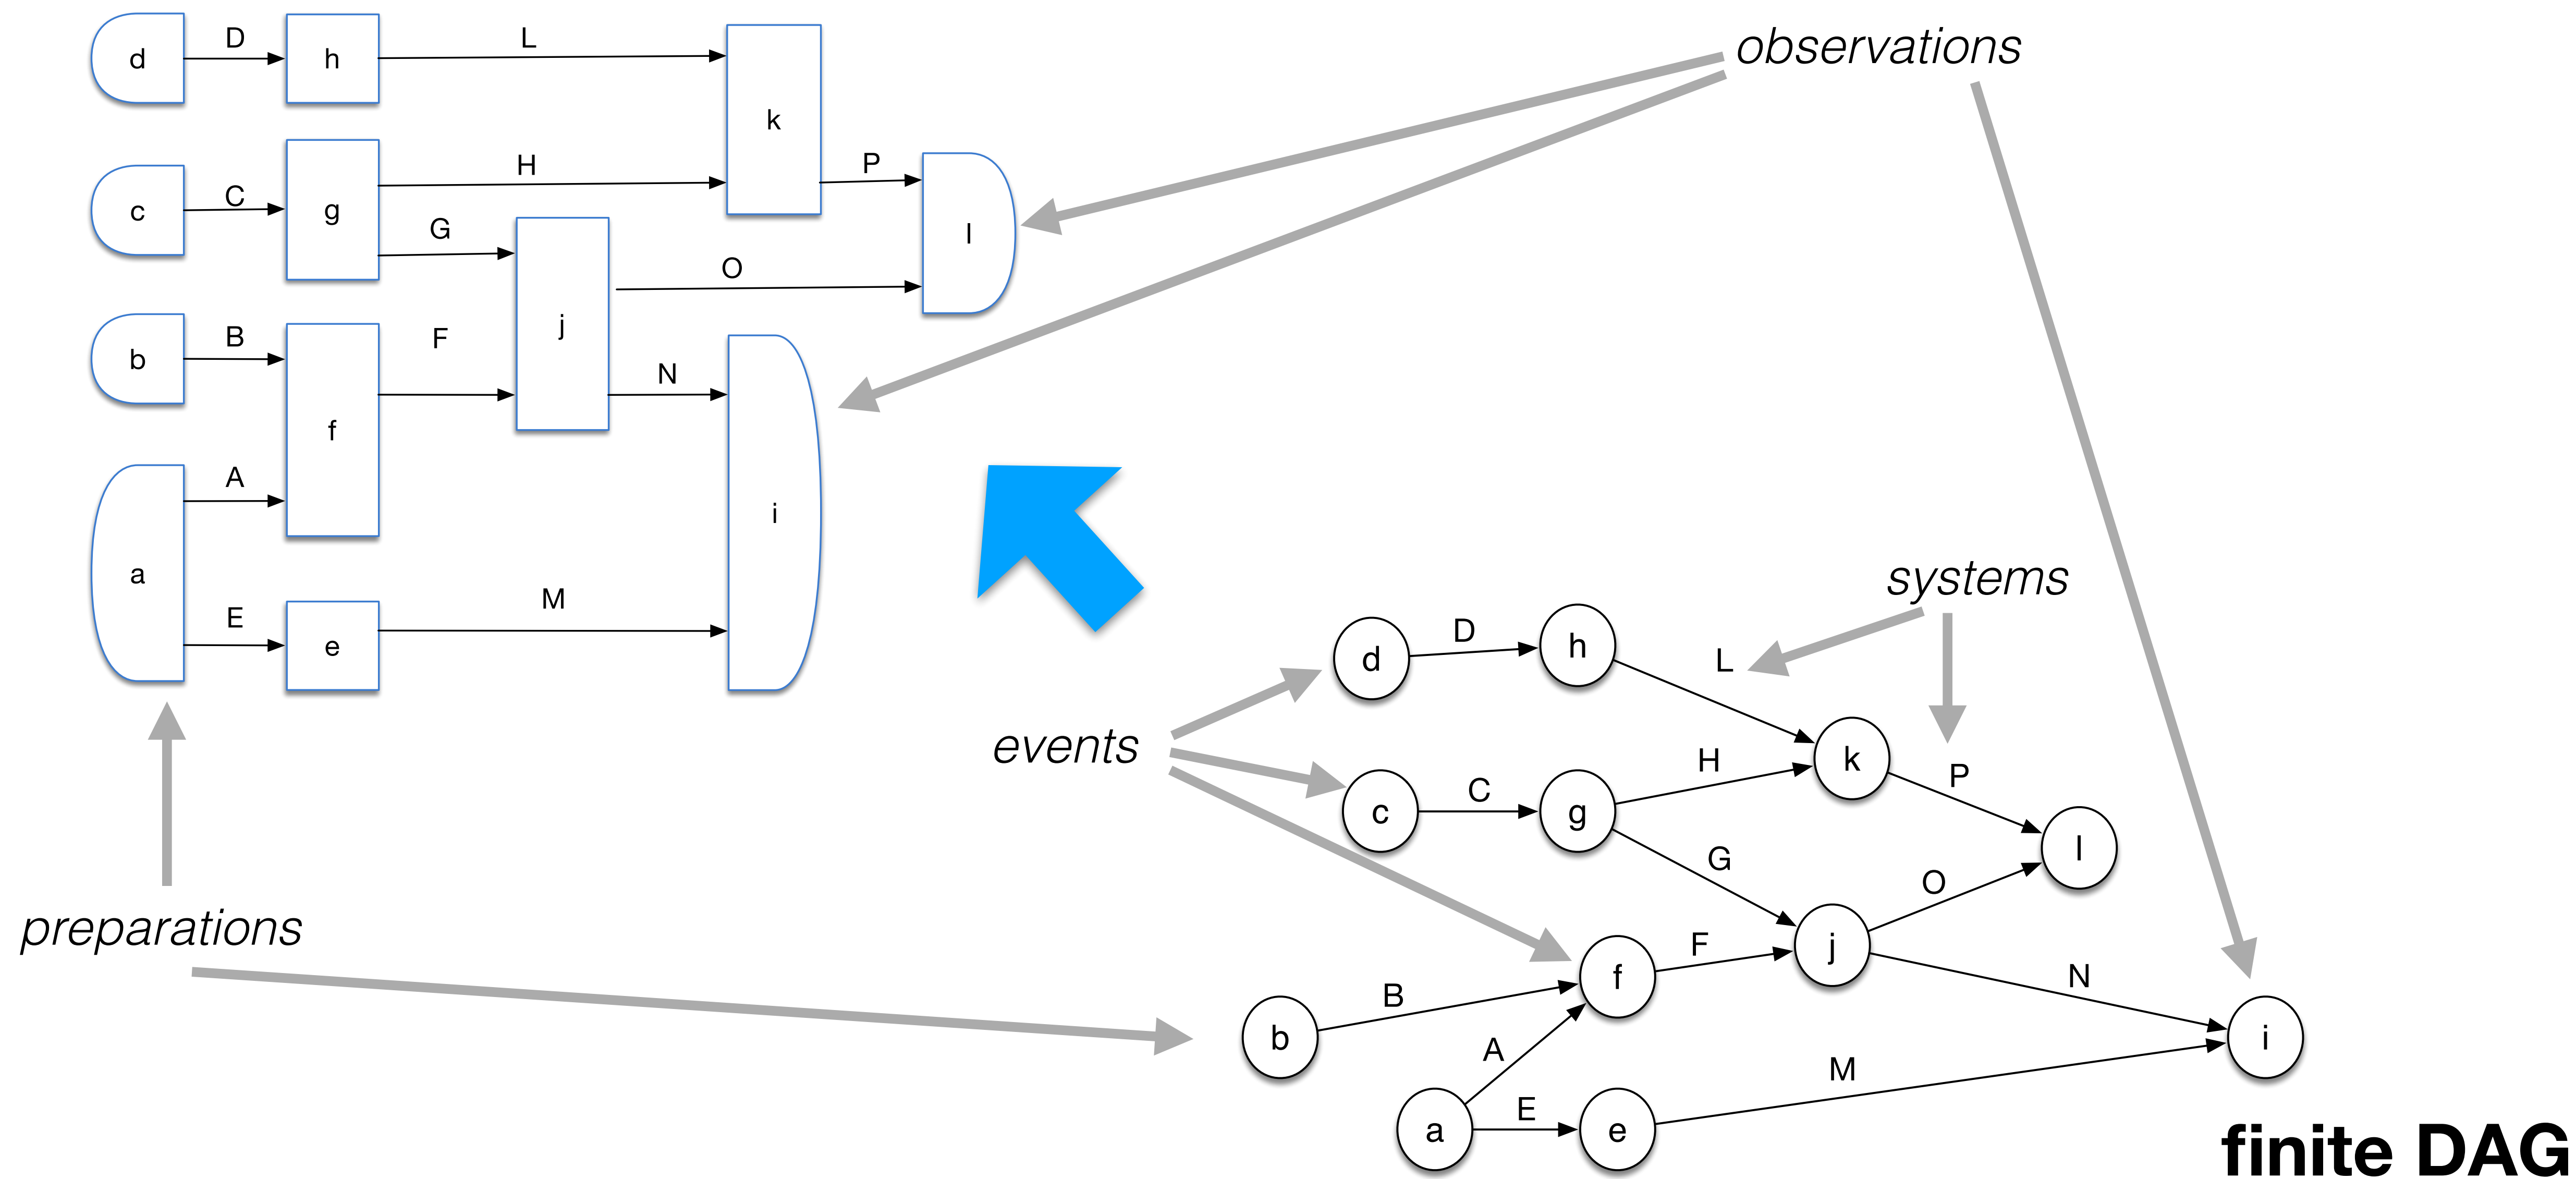 d D h L k
observations
c C g H P l
G j O
b B f F N i
A
a E e M
systems
events
d D h L
c C g H k P
G l
O
f F j N
b B
A
a E e M i
preparations
finite DAG